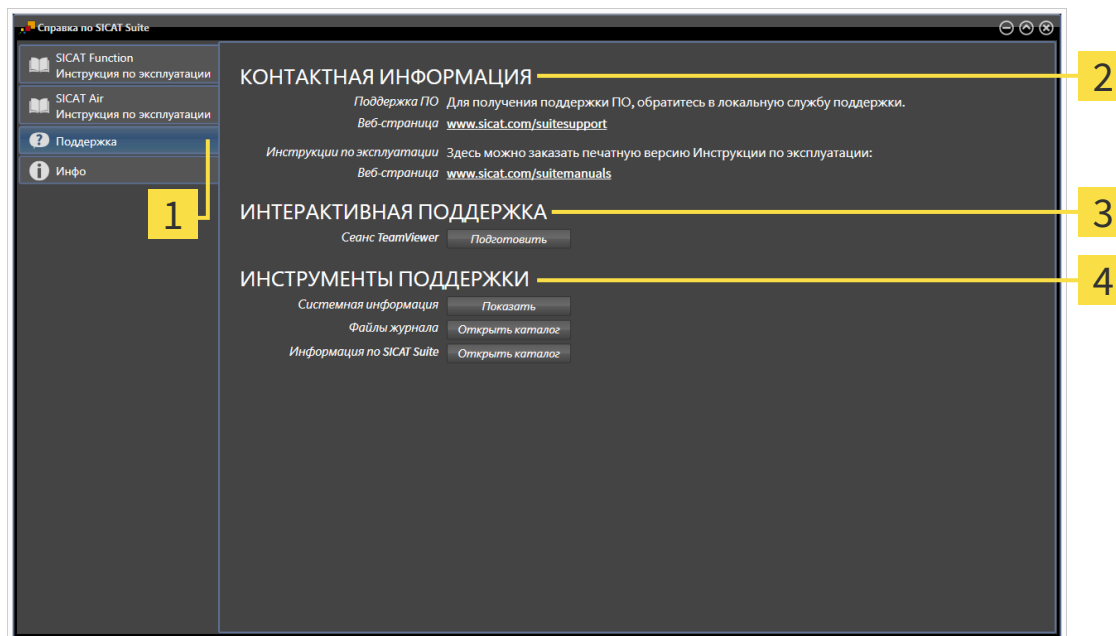 Справка по SICAT Suite
SICAT Function
Инструкция по эксплуатации
SICAT Air
Инструкция по эксплуатации
Поддержка
Инфо
1
КОНТАКТНАЯ ИНФОРМАЦИЯ
2
Поддержка ПО Для получения поддержки ПО, обратитесь в локальную службу поддержки.
Веб-страница www.sicat.com/suitesupport
Инструкции по эксплуатации Здесь можно заказать печатную версию Инструкции по эксплуатации:
Веб-страница www.sicat.com/suitemanuals
ИНТЕРАКТИВНАЯ ПОДДЕРЖКА
3
Сеанс TeamViewer Подготовить
ИНСТРУМЕНТЫ ПОДДЕРЖКИ
4
Системная информация Показать
Файлы журнала Открыть каталог
Информация по SICAT Suite Открыть каталог